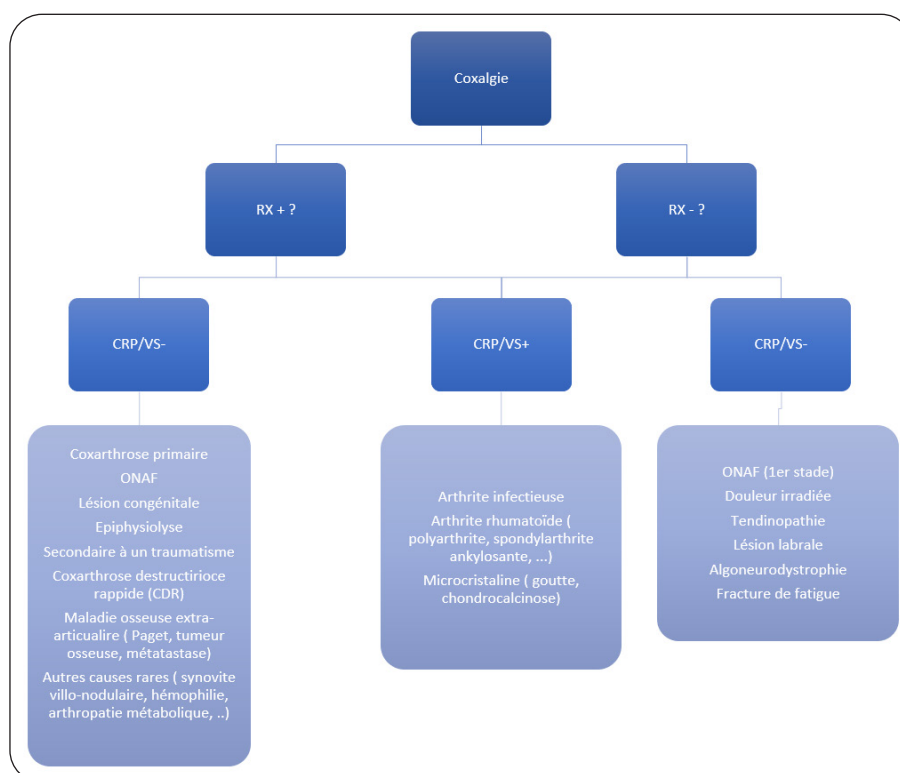 Coxalgie
RX + ?
RX - ?
CRP/VS-
CRP/VS+
CRP/VS-
Coxarthrose primaire
ONAF
Lésion congénitale
Epiphysiolyse
Secondaire à un traumatisme
Coxarthrose destructirioce
rappide (CDR)
Maladie osseuse extra-
articualire ( Paget, tumeur
osseuse, métatastase)
Autres causes rares ( synovite
villo-nodulaire, hémophilie,
arthropatie métabolique, ..)
Arthrite infectieuse
Arthrite rhumatoïde (
polyarthrite, spondylarthrite
ankylosante, ...)
Microcristaline ( goutte,
chondrocalcinose)
ONAF (1er stade)
Douleur irradiée
Tendinopathie
Lésion labrale
Algoneurodystrophie
Fracture de fatigue